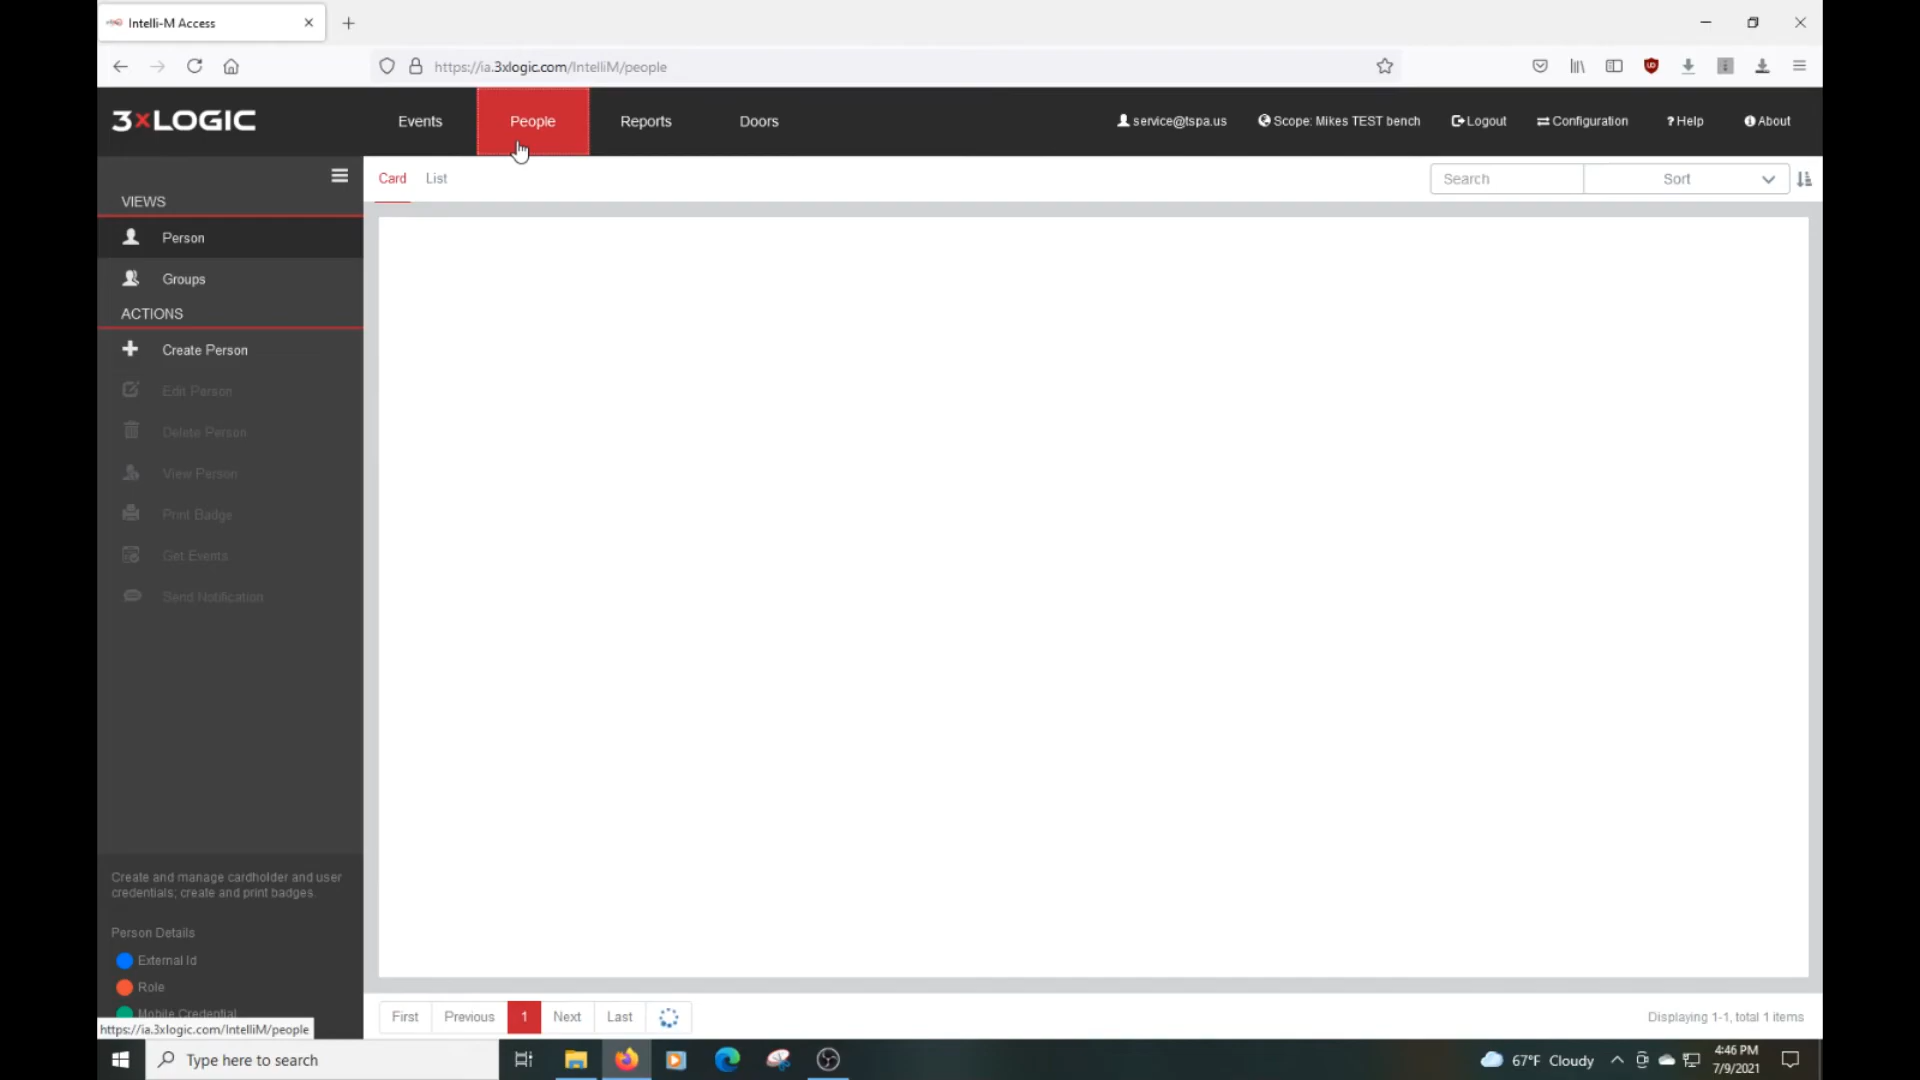 Intelli-M Access
https://ia.3xlogic.com/IntelliM/people
3xLOGIC
Events
People
Reports
Doors
service@tspa.us
Scope: Mikes TEST bench
Logout
Configuration
? Help
About
VIEWS
Person
Groups
ACTIONS
Create Person
Edit Person
Delete Person
View Person
Print Badge
Get Events
Send Notification
Create and manage cardholder and user
credentials; create and print badges.
Person Details
External Id
Role
Mobile Credential
https://ia.3xlogic.com/IntelliM/people
Card
List
Search
Sort
First
Previous
1
Next
Last
Displaying 1-1, total 1 items
Type here to search
67°F Cloudy
4:46 PM
7/9/2021